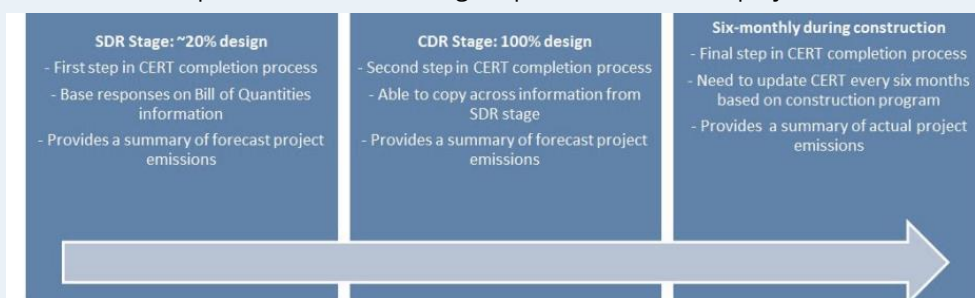 SDR Stage: ~20% design
- First step in CERT completion process
- Base responses on Bill of Quantities
information
- Provides a summary of forecast project
emissions
CDR Stage: 100% design
- Second step in CERT completion process
- Able to copy across information from
SDR stage
- Provides a summary of forecast project
emissions
Six-monthly during construction
- Final step in CERT completion process
- Need to update CERT every six months
based on construction program
- Provides a summary of actual project
emissions